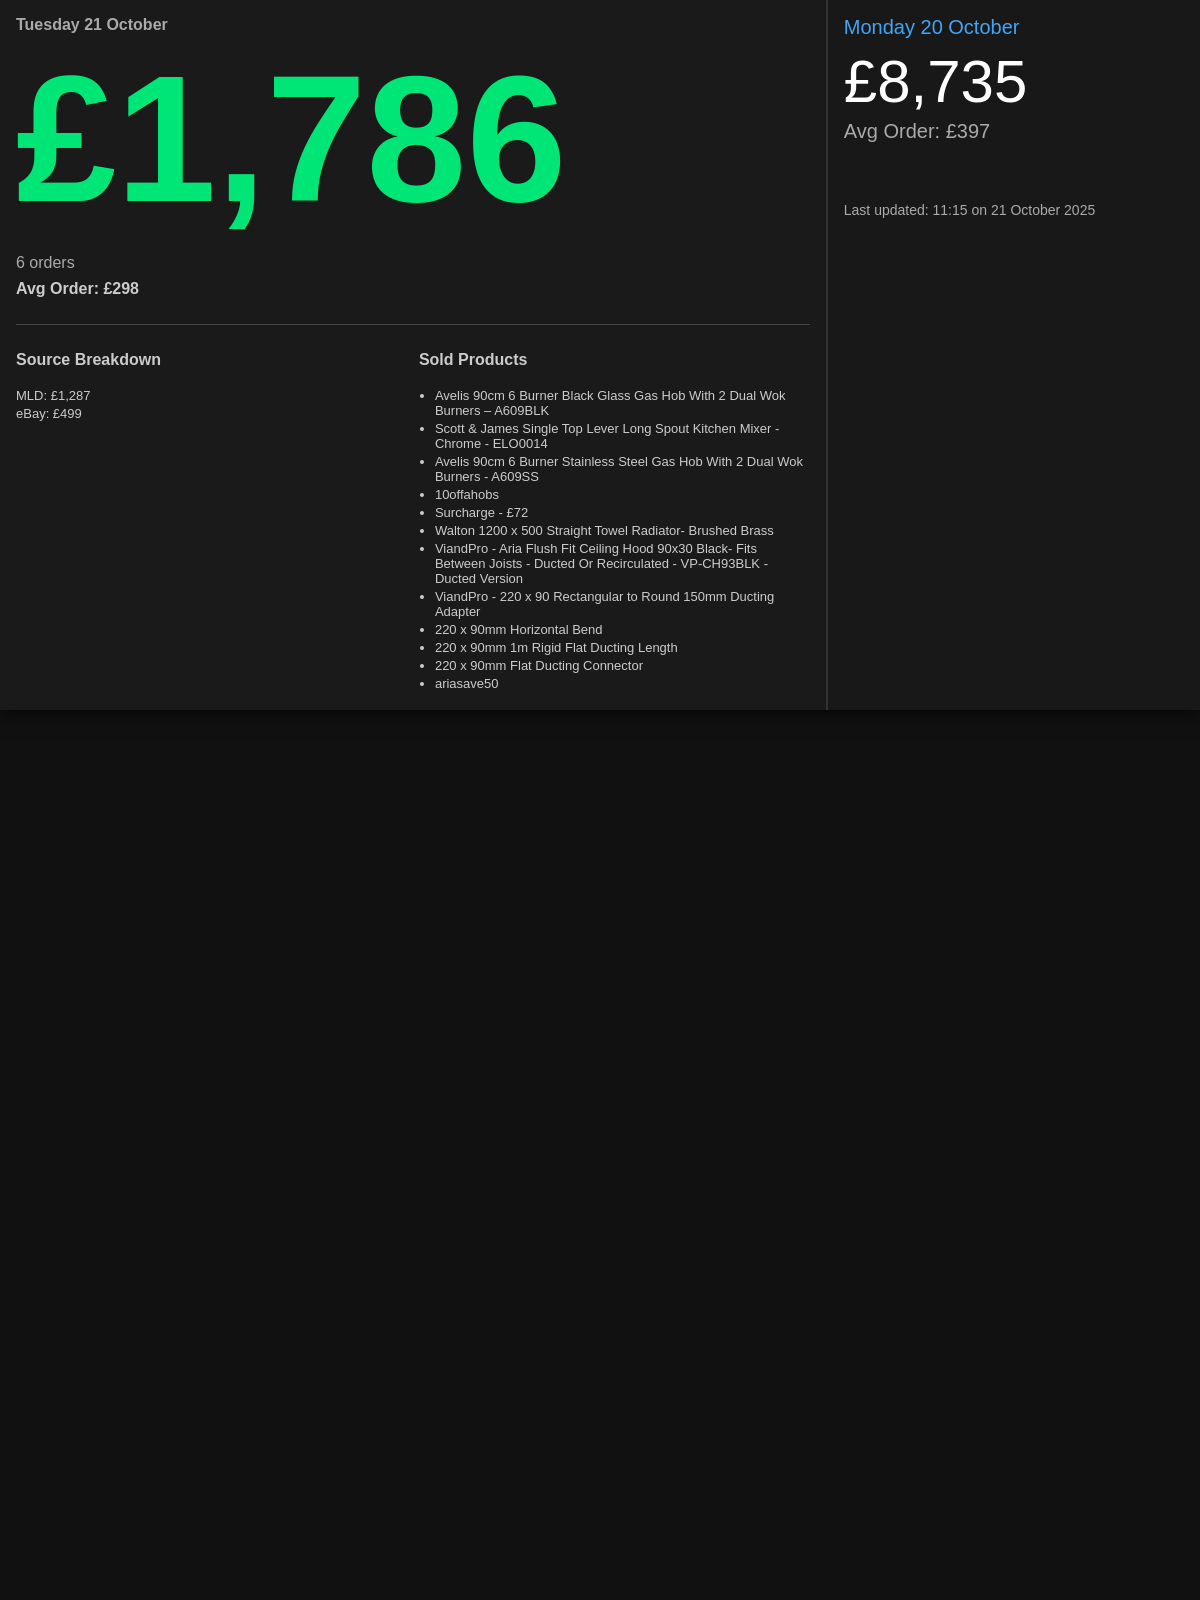 Tuesday 21 October
£1,786
6 orders
Avg Order: £298
Source Breakdown
MLD: £1,287
eBay: £499
Sold Products
• Avelis 90cm 6 Burner Black Glass Gas Hob With 2 Dual Wok
Burners – A609BLK
• Scott & James Single Top Lever Long Spout Kitchen Mixer -
Chrome - ELO0014
• Avelis 90cm 6 Burner Stainless Steel Gas Hob With 2 Dual Wok
Burners - A609SS
• 10offahobs
• Surcharge - £72
• Walton 1200 x 500 Straight Towel Radiator- Brushed Brass
• ViandPro - Aria Flush Fit Ceiling Hood 90x30 Black- Fits
Between Joists - Ducted Or Recirculated - VP-CH93BLK -
Ducted Version
• ViandPro - 220 x 90 Rectangular to Round 150mm Ducting
Adapter
• 220 x 90mm Horizontal Bend
• 220 x 90mm 1m Rigid Flat Ducting Length
• 220 x 90mm Flat Ducting Connector
• ariasave50
Monday 20 October
£8,735
Avg Order: £397
Last updated: 11:15 on 21 October 2025